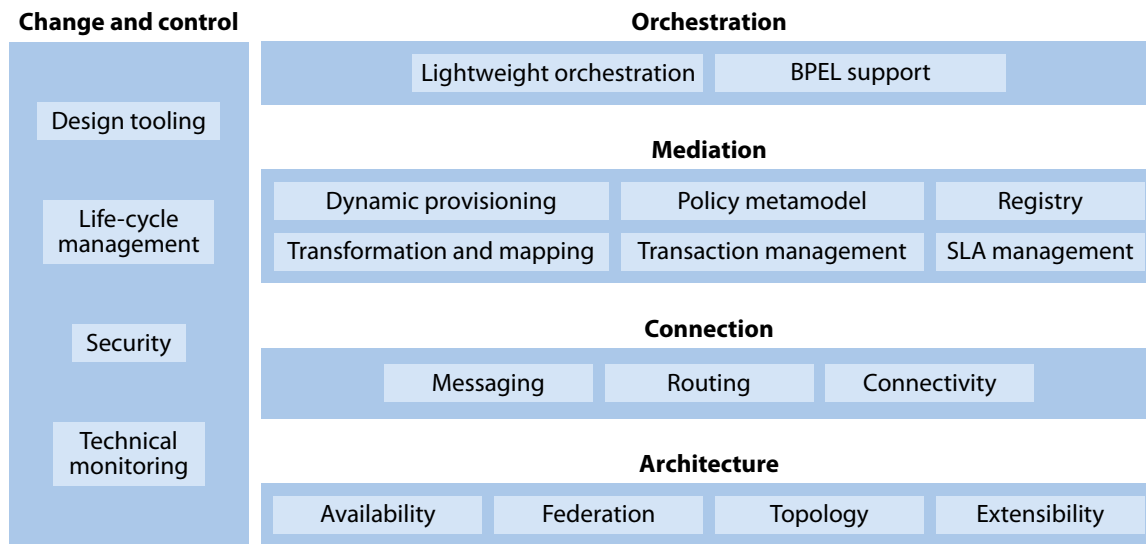 Change and control
Design tooling
Life-cycle
management
Security
Technical
monitoring
Orchestration
Lightweight orchestration
BPEL support
Mediation
Dynamic provisioning
Policy metamodel
Registry
Transformation and mapping
Transaction management
SLA management
Connection
Messaging
Routing
Connectivity
Architecture
Availability
Federation
Topology
Extensibility